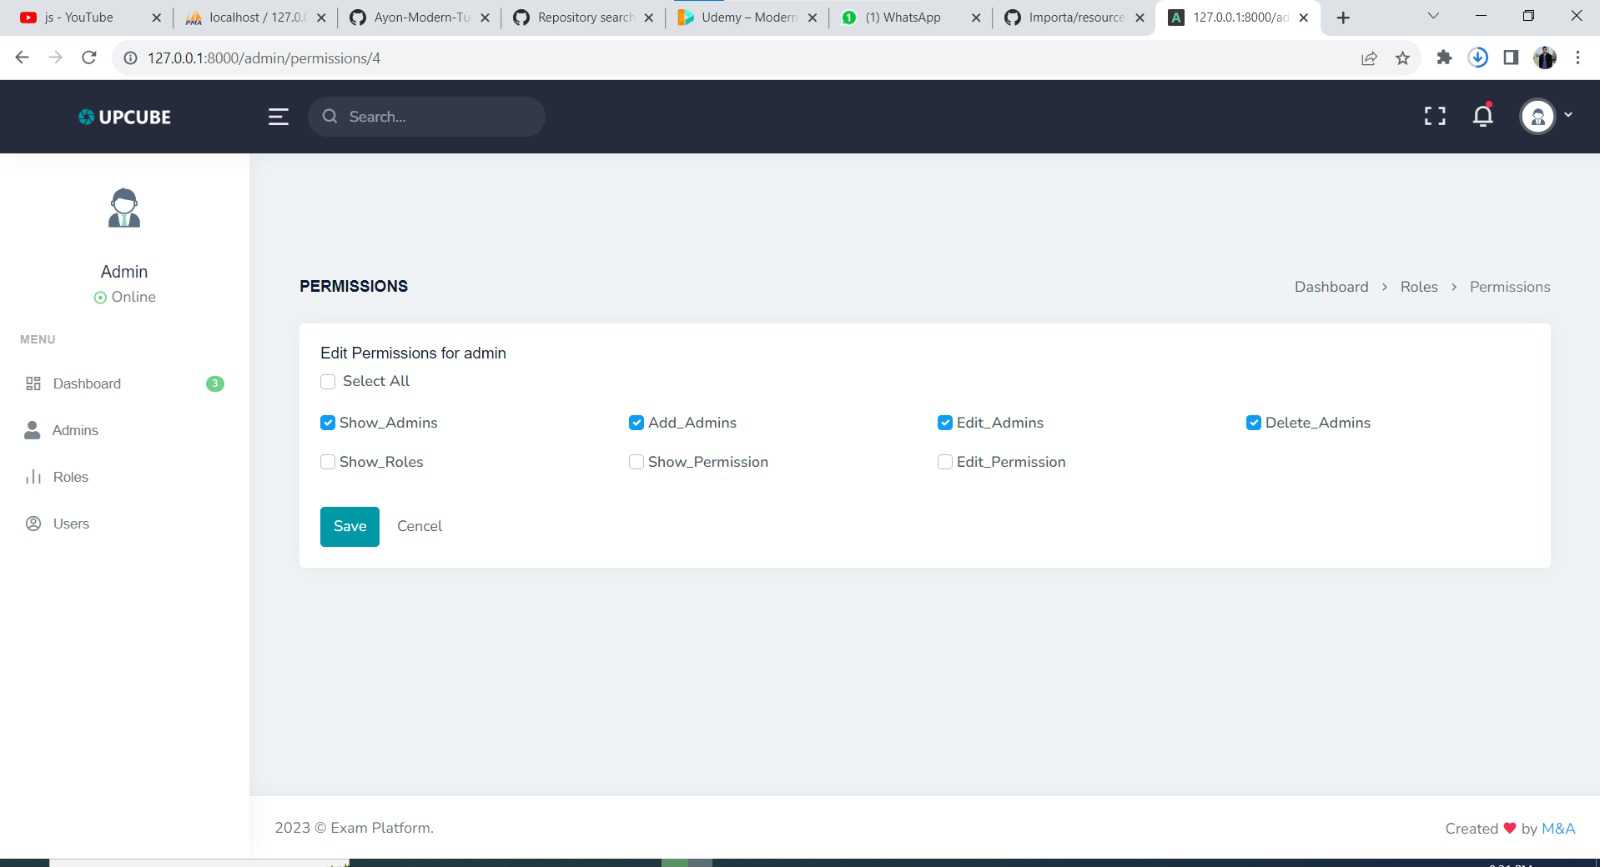 js - YouTube
localhost / 127.0.0
Ayon-Modern-Tu
Repository search
Udemy – Modern
(1) WhatsApp
Importa/resource
127.0.0.1:8000/ad
127.0.0.1:8000/admin/permissions/4
UPCUBE
Search...
Admin
Online
MENU
Dashboard 3
Admins
Roles
Users
PERMISSIONS
Dashboard > Roles > Permissions
Edit Permissions for admin
Select All
Show_Admins Add_Admins Edit_Admins Delete_Admins
Show_Roles Show_Permission Edit_Permission
Save Cencel
2023 © Exam Platform.
Created ♥ by M&A